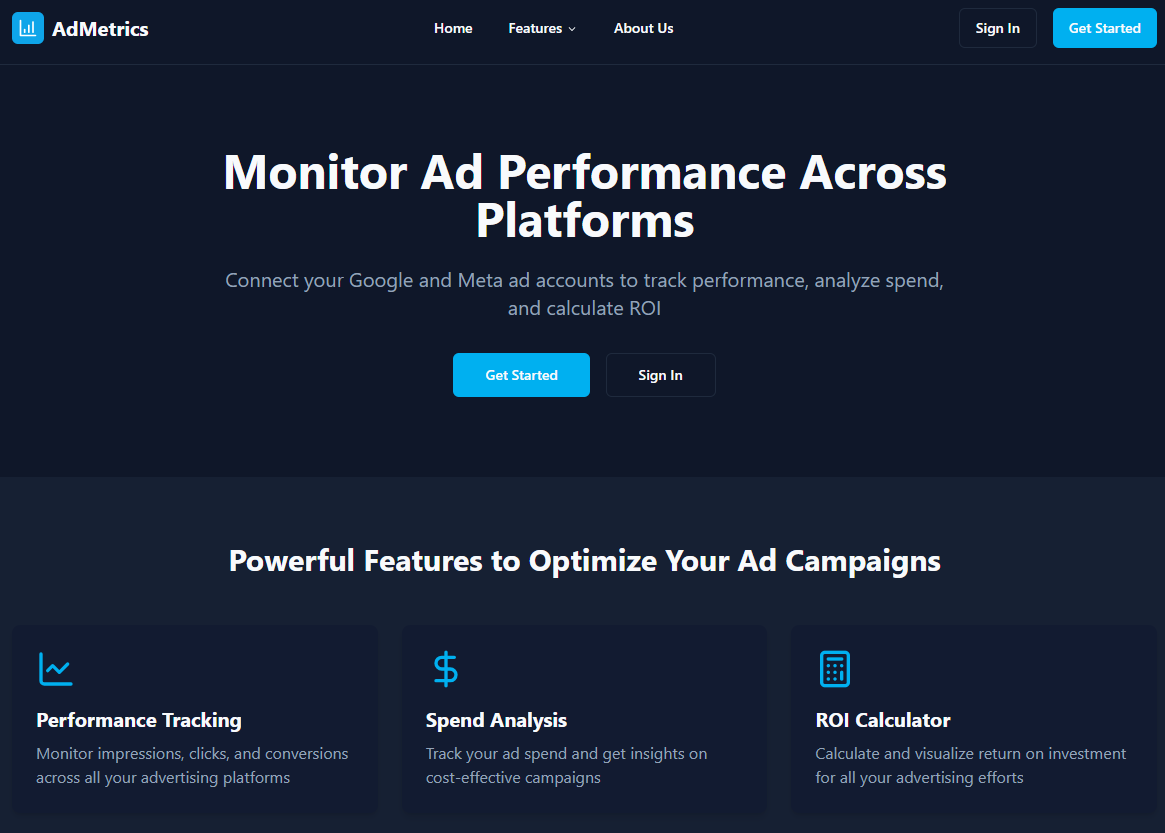 AdMetrics
Home
Features
About Us
Sign In
Get Started
Monitor Ad Performance Across
Platforms
Connect your Google and Meta ad accounts to track performance, analyze spend,
and calculate ROI
Get Started
Sign In
Powerful Features to Optimize Your Ad Campaigns
Performance Tracking
Monitor impressions, clicks, and conversions
across all your advertising platforms
Spend Analysis
Track your ad spend and get insights on
cost-effective campaigns
ROI Calculator
Calculate and visualize return on investment
for all your advertising efforts